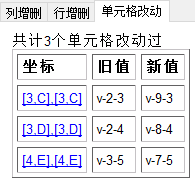 列增删 行增删 单元格改动
共计3个单元格改动过
坐标 旧值 新值
[3,C],[3,C] v-2-3 v-9-3
[3,D],[3,D] v-2-4 v-8-4
[4,E],[4,E] v-3-5 v-7-5